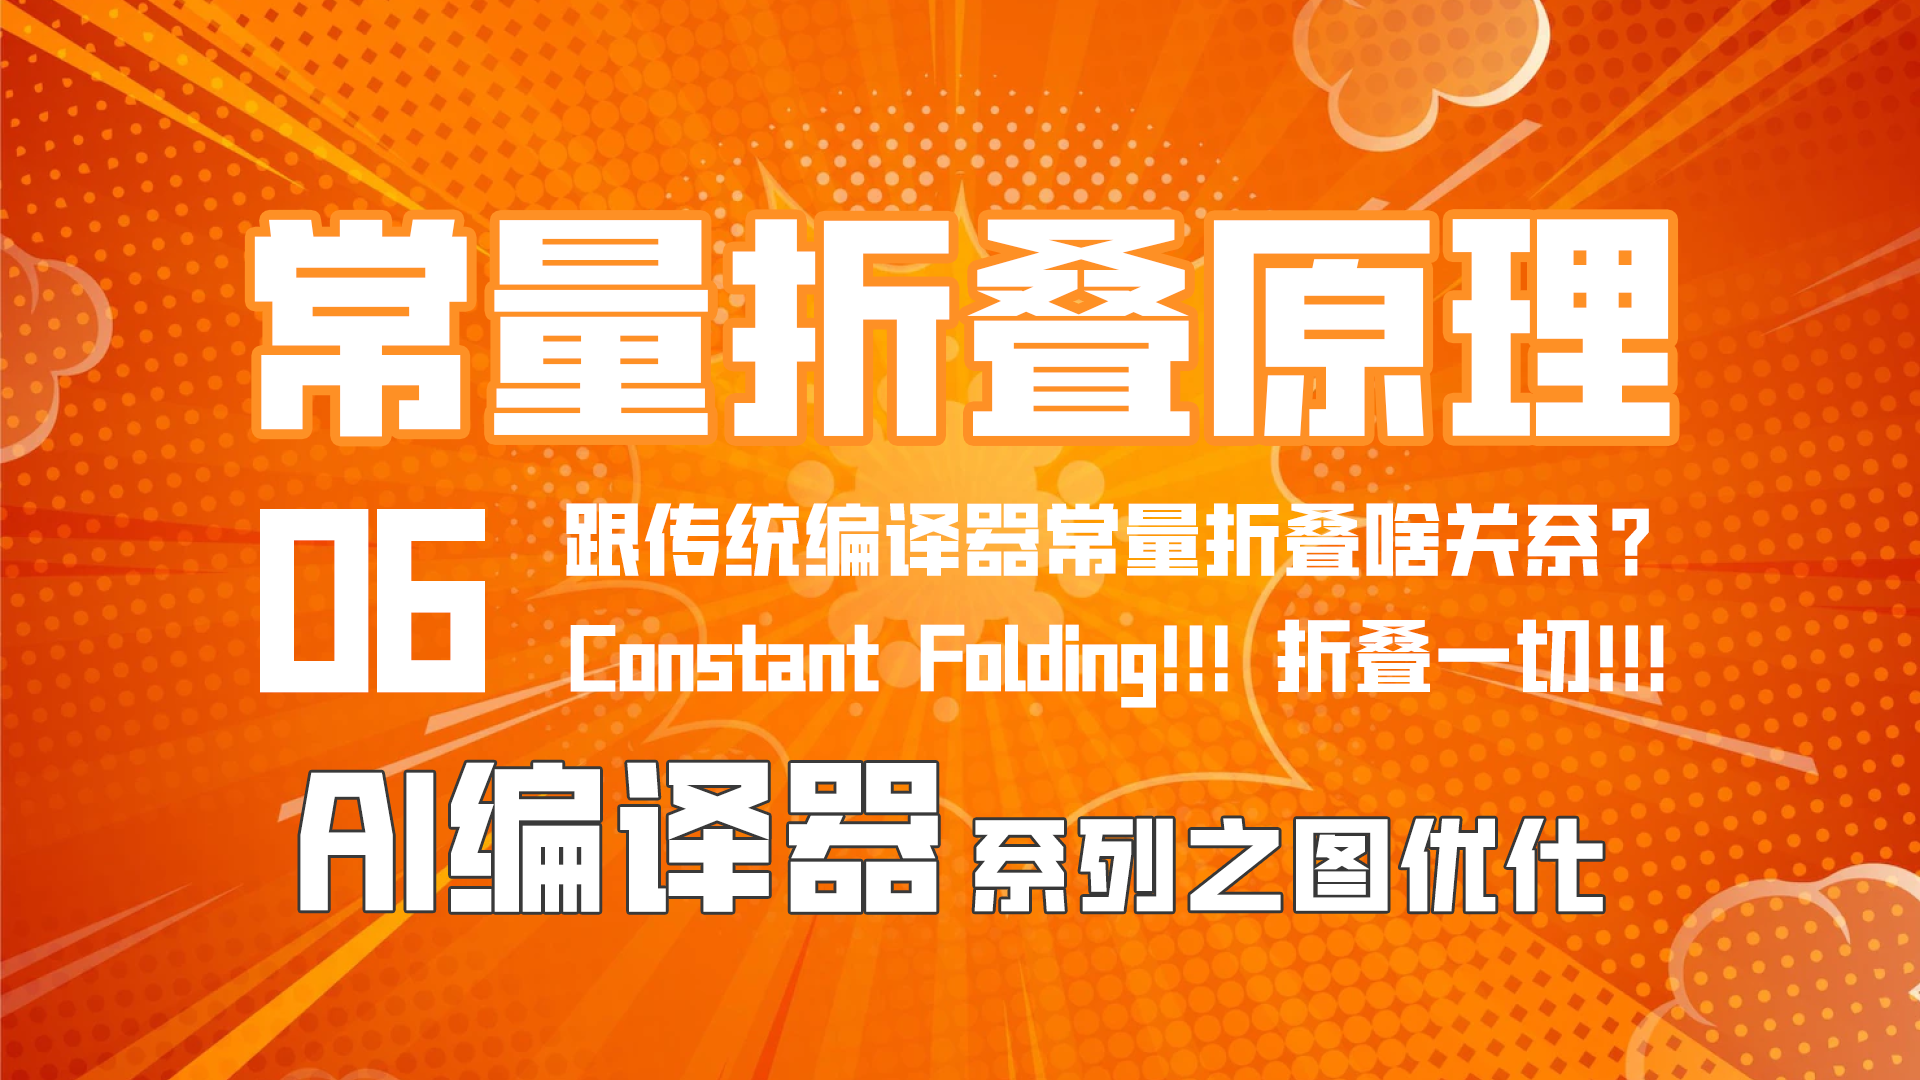 常量折叠原理
06
跟传统编译器常量折叠啥关系？
Constant Folding!!! 折叠一切!!!
AI编译器 系列之图优化